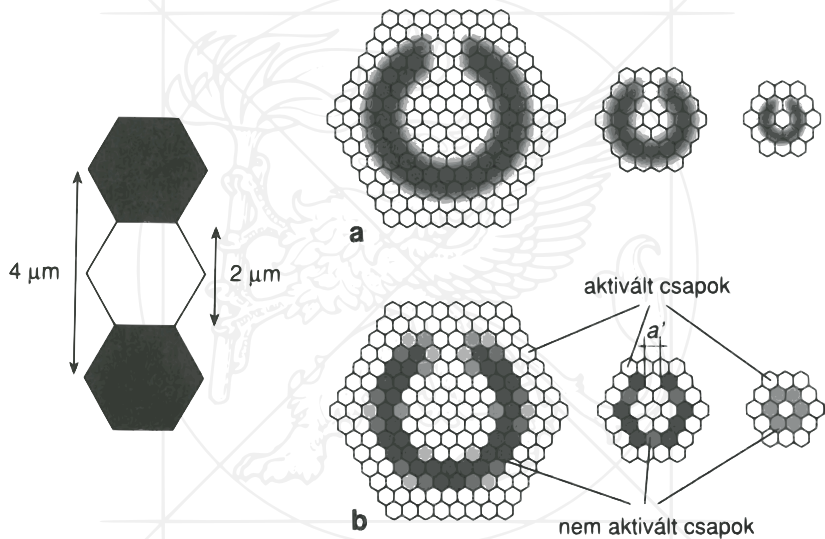 a
4 μm
2 μm
aktivált csapok
a'
b
nem aktivált csapok